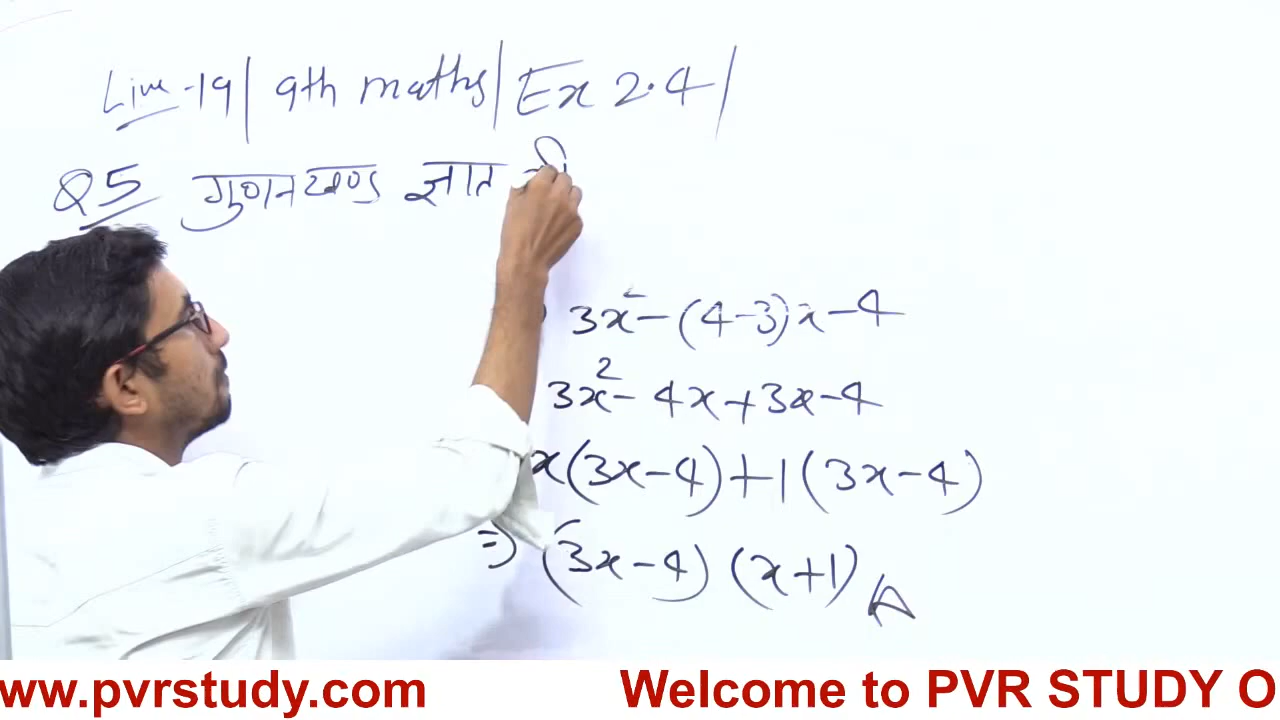 Live-19 | 9th maths | Ex 2.4 |
Q5 गुणनखण्ड ज्ञात
3x² - (4-3)x - 4
3x² - 4x + 3x - 4
x(3x-4) + 1(3x-4)
⇒ (3x-4) (x+1) A
www.pvrstudy.com Welcome to PVR STUDY O